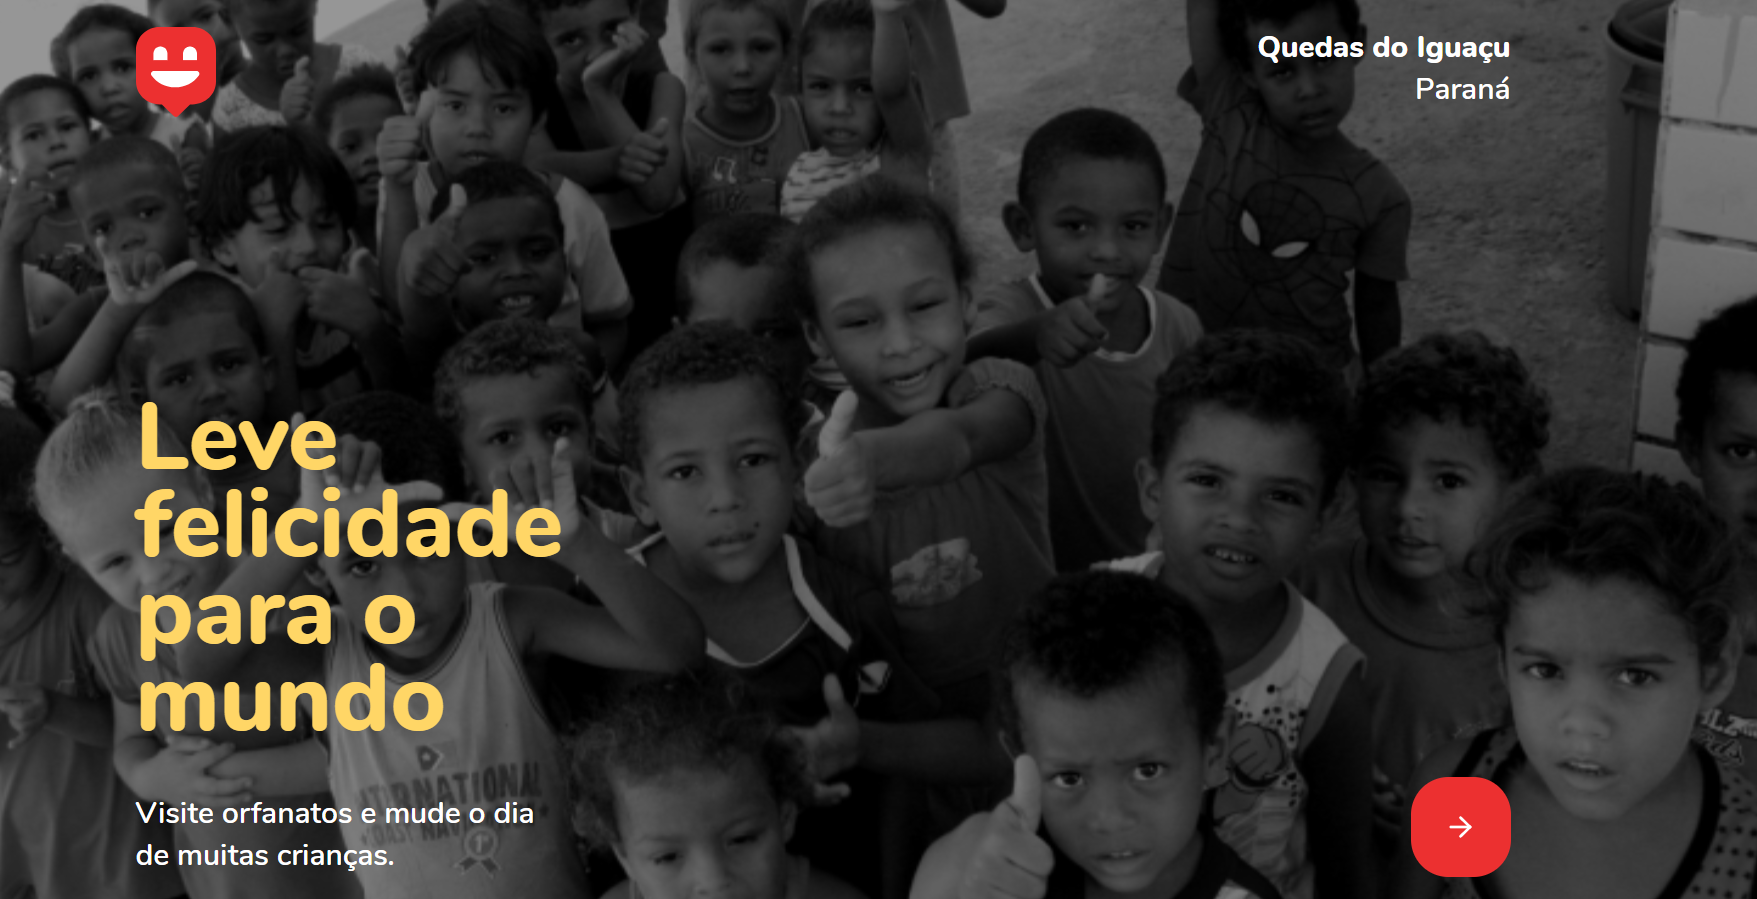 Quedas do Iguaçu
Paraná
Leve
felicidade
para o
mundo
INTERNATIONAL
Visite orfanatos e mude o dia
de muitas crianças.